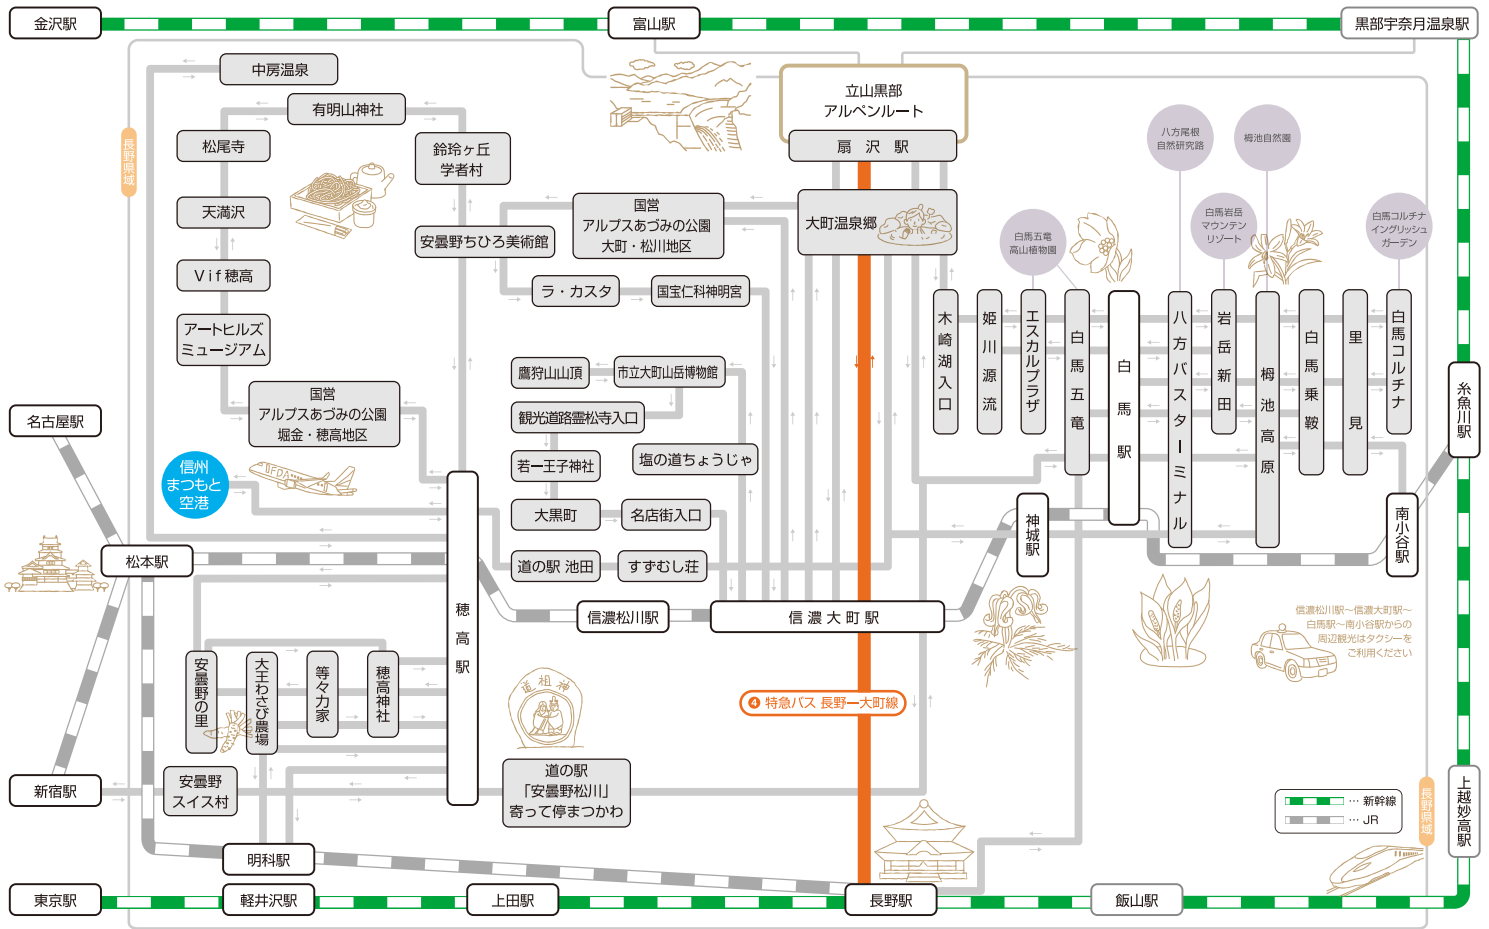 金沢駅
富山駅
黒部宇奈月温泉駅
中房温泉
有明山神社
松尾寺
天満沢
Vif穂高
アートヒルズ
ミュージアム
鈴玲ヶ丘
学者村
安曇野ちひろ美術館
国営
アルプスあづみの公園
大町・松川地区
立山黒部
アルペンルート
扇沢駅
大町温泉郷
ラ・カスタ
国宝仁科神明宮
長野県域
八方尾根
自然研究路
栂池自然園
白馬五竜
高山植物園
白馬岩岳
マウンテン
リゾート
白馬コルチナ
イングリッシュ
ガーデン
木崎湖入口
姫川源流
エスカルプラザ
白馬五竜
白馬駅
八方バスターミナル
岩岳新田
栂池高原
白馬乗鞍
里見
白馬コルチナ
国営
アルプスあづみの公園
堀金・穂高地区
鷹狩山山頂
市立大町山岳博物館
観光道路霊松寺入口
若一王子神社
塩の道ちょうじゃ
大黒町
名店街入口
道の駅 池田
すずむし荘
名古屋駅
信州
まつもと
空港
FDA
松本駅
穂高駅
信濃松川駅
信濃大町駅
神城駅
南小谷駅
糸魚川駅
安曇野の里
大王わさび農場
等々力家
穂高神社
道祖神
❹ 特急バス 長野ー大町線
信濃松川駅～信濃大町駅～
白馬駅～南小谷駅からの
周辺観光はタクシーを
ご利用ください
新宿駅
安曇野
スイス村
道の駅
「安曇野松川」
寄って停まつかわ
明科駅
… 新幹線
… JR
長野県域
上越妙高駅
東京駅
軽井沢駅
上田駅
長野駅
飯山駅